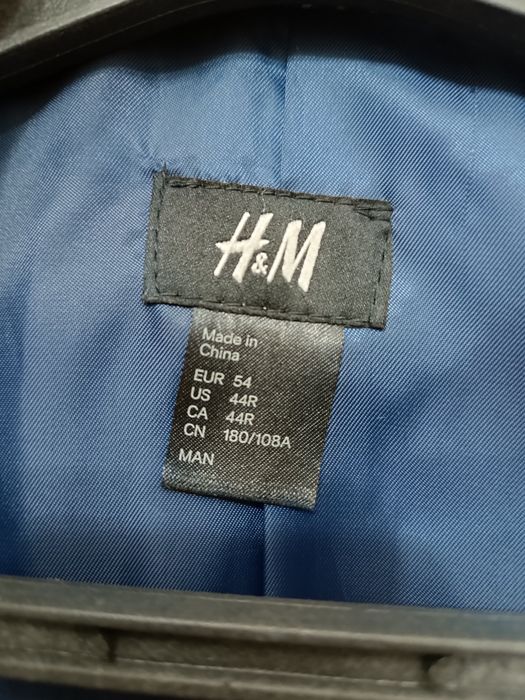 H&M
Made in
China
EUR 54
US 44R
CA 44R
CN 180/108A
MAN